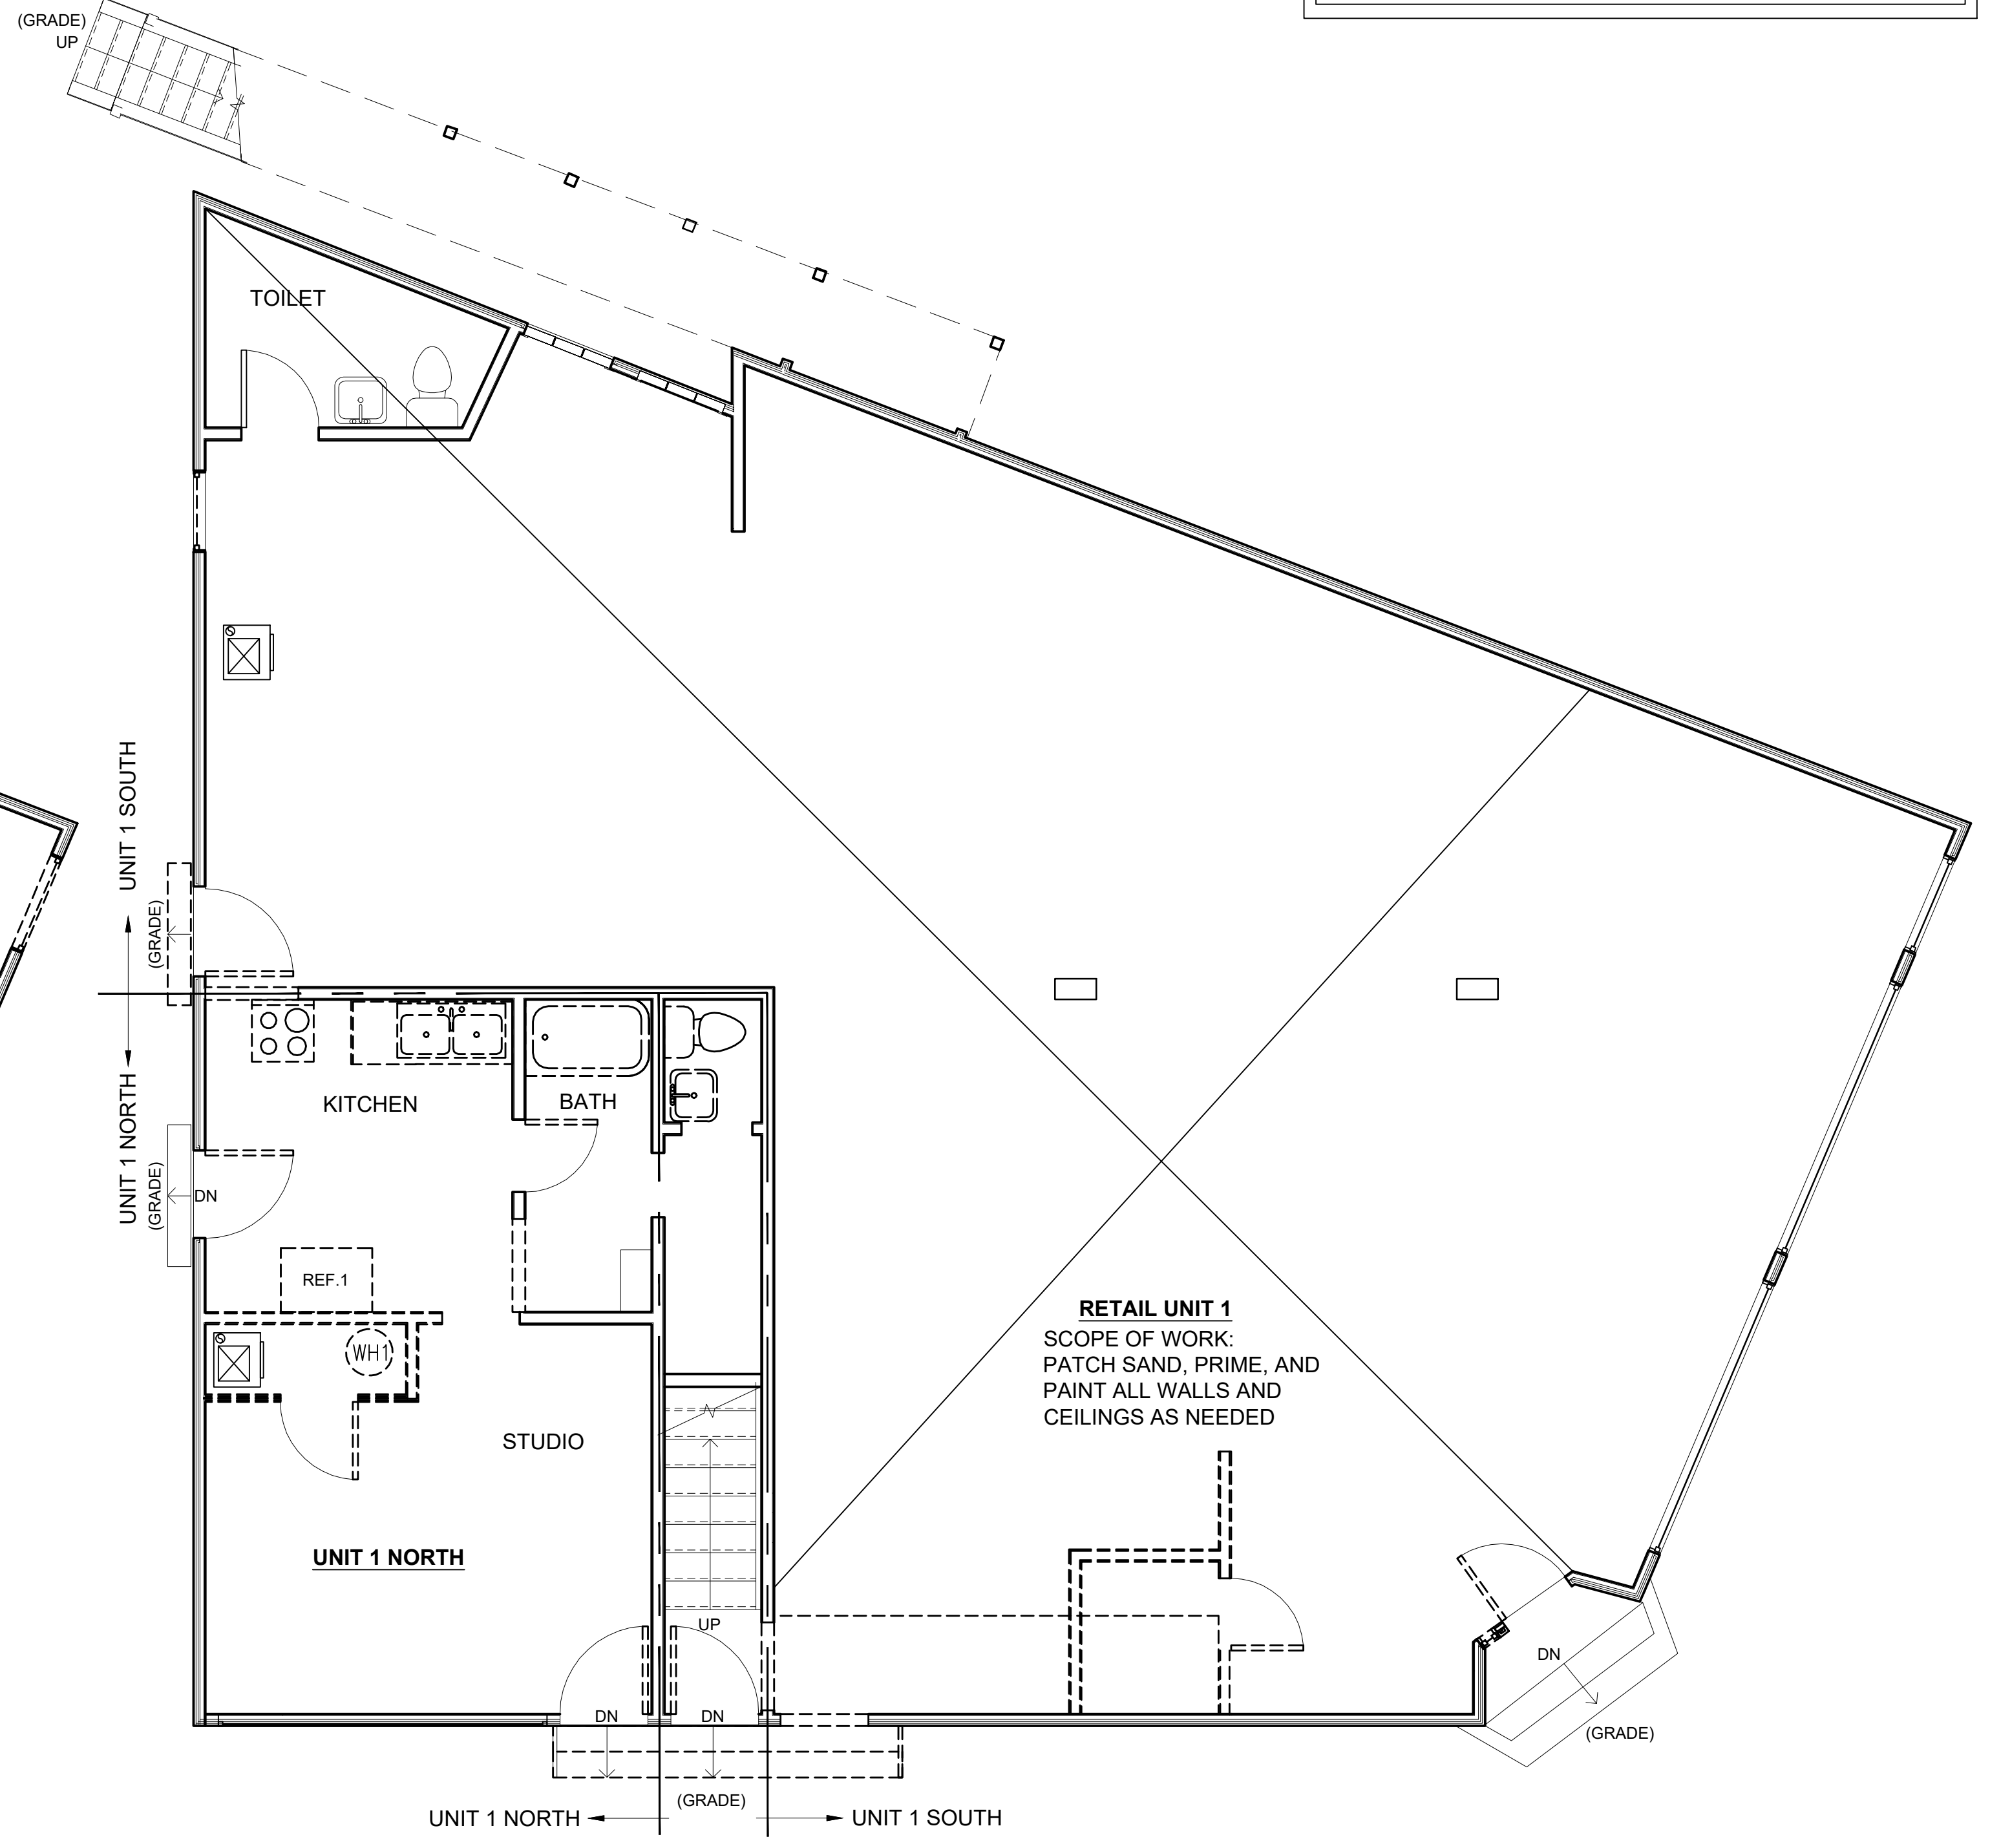 (GRADE)
UP
TOILET
UNIT 1 SOUTH
(GRADE)
UNIT 1 NORTH
(GRADE)
DN
KITCHEN
BATH
REF.1
WH1
STUDIO
UNIT 1 NORTH
RETAIL UNIT 1
SCOPE OF WORK:
PATCH SAND, PRIME, AND
PAINT ALL WALLS AND
CEILINGS AS NEEDED
UP
DN
DN
DN
(GRADE)
(GRADE)
UNIT 1 NORTH
UNIT 1 SOUTH